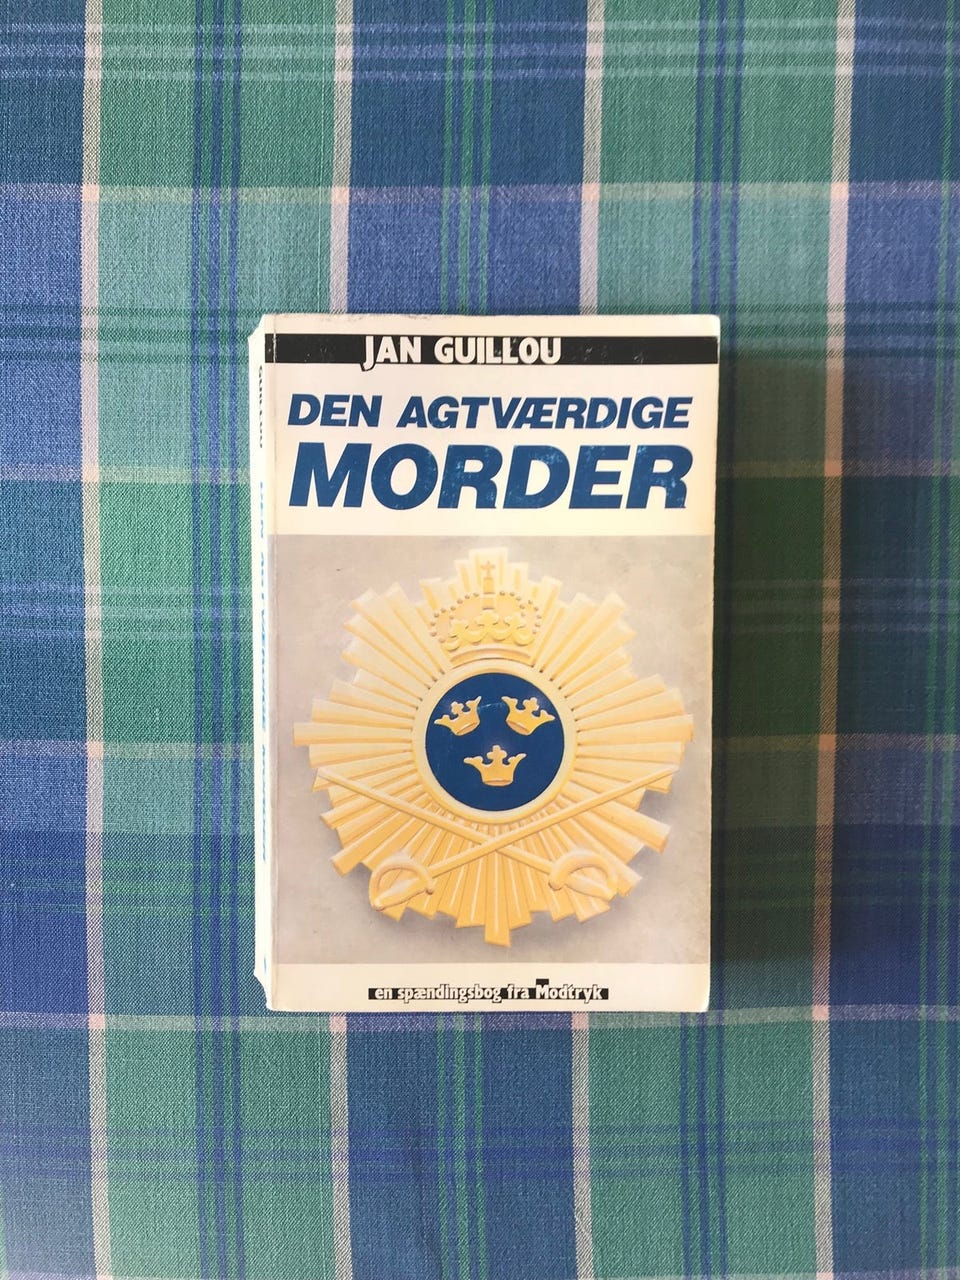 JAN GUILLOU
DEN AGTVÆRDIGE
MORDER
en spændingsbog fra Modtryk